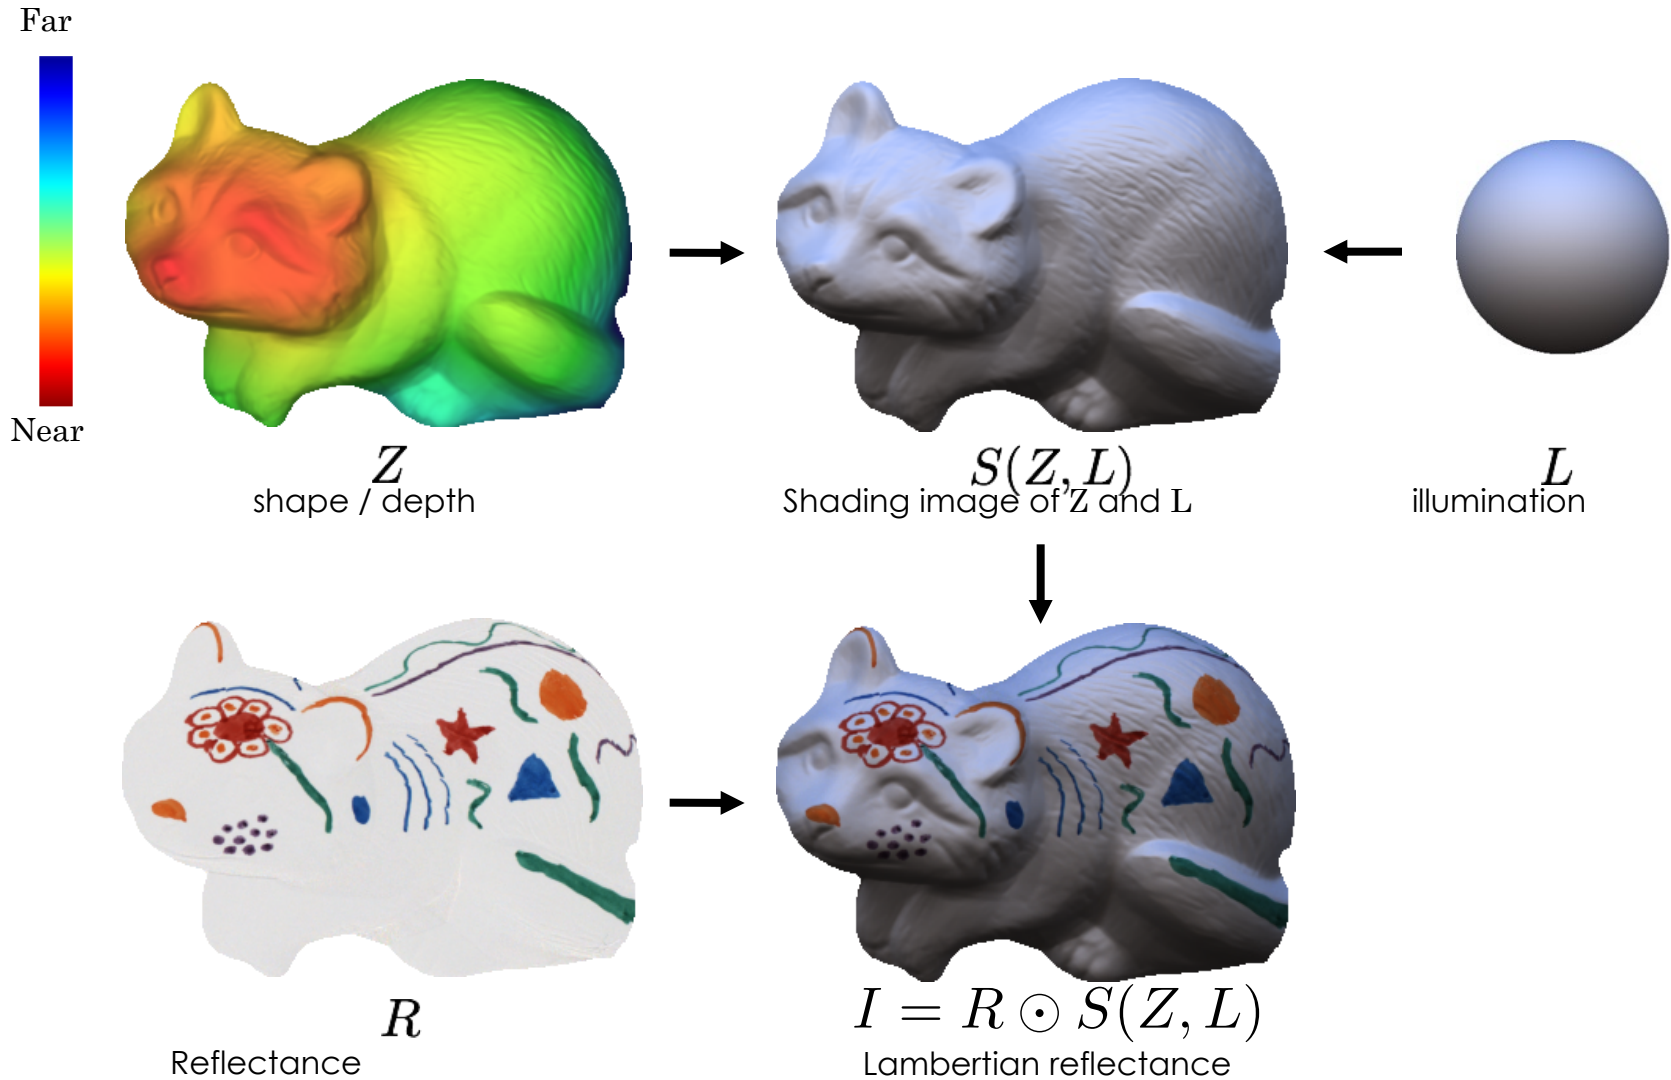 Far
Near
Z
shape / depth
S(Z, L)
Shading image of Z and L
L
illumination
R
Reflectance
I = R ⊙ S(Z, L)
Lambertian reflectance